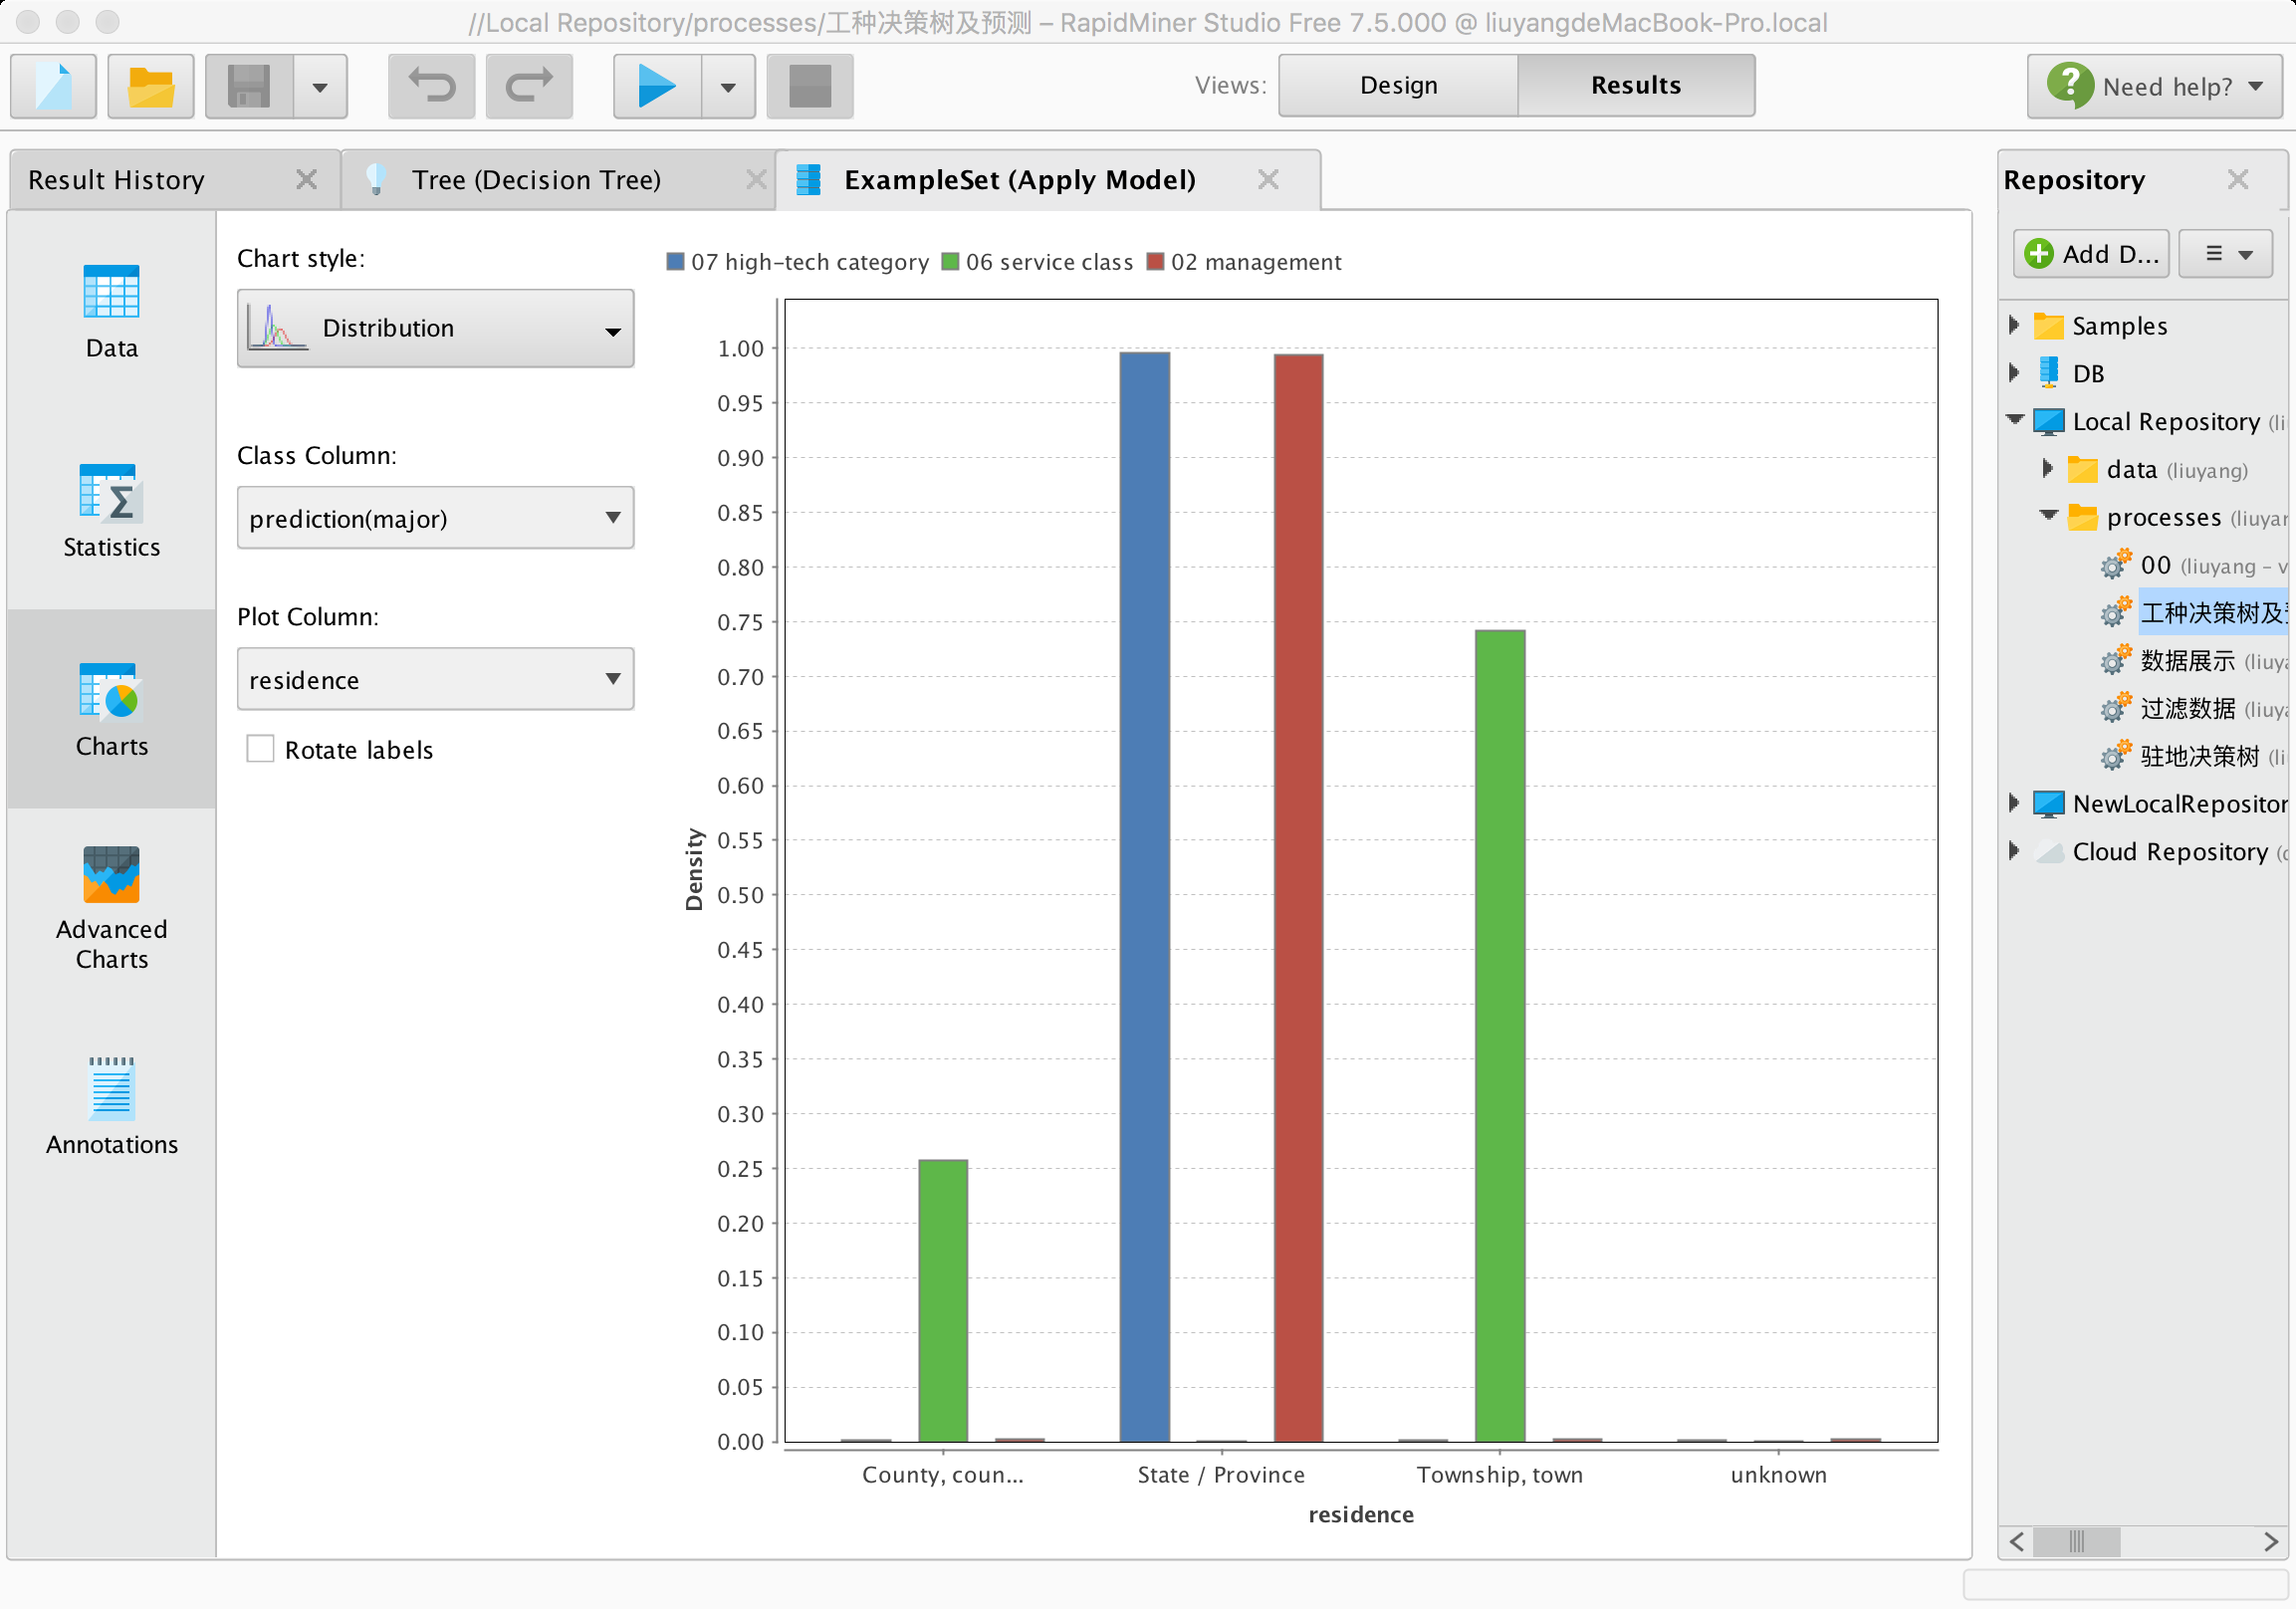 //Local Repository/processes/工种决策树及预测 – RapidMiner Studio Free 7.5.000 @ liuyangdeMacBook-Pro.local
Views: Design Results
Need help?
Result History
Tree (Decision Tree)
ExampleSet (Apply Model)
Repository
Data
Statistics
Charts
Advanced
Charts
Annotations
Chart style:
Distribution
Class Column:
prediction(major)
Plot Column:
residence
Rotate labels
07 high-tech category 06 service class 02 management
1.00
0.95
0.90
0.85
0.80
0.75
0.70
0.65
0.60
0.55
0.50
0.45
0.40
0.35
0.30
0.25
0.20
0.15
0.10
0.05
0.00
Density
County, coun... State / Province Township, town unknown
residence
Add D...
Samples
DB
Local Repository (li
data (liuyang)
processes (liuyar
00 (liuyang – v
工种决策树及
数据展示 (liuya
过滤数据 (liuya
驻地决策树 (li
NewLocalRepositor
Cloud Repository (